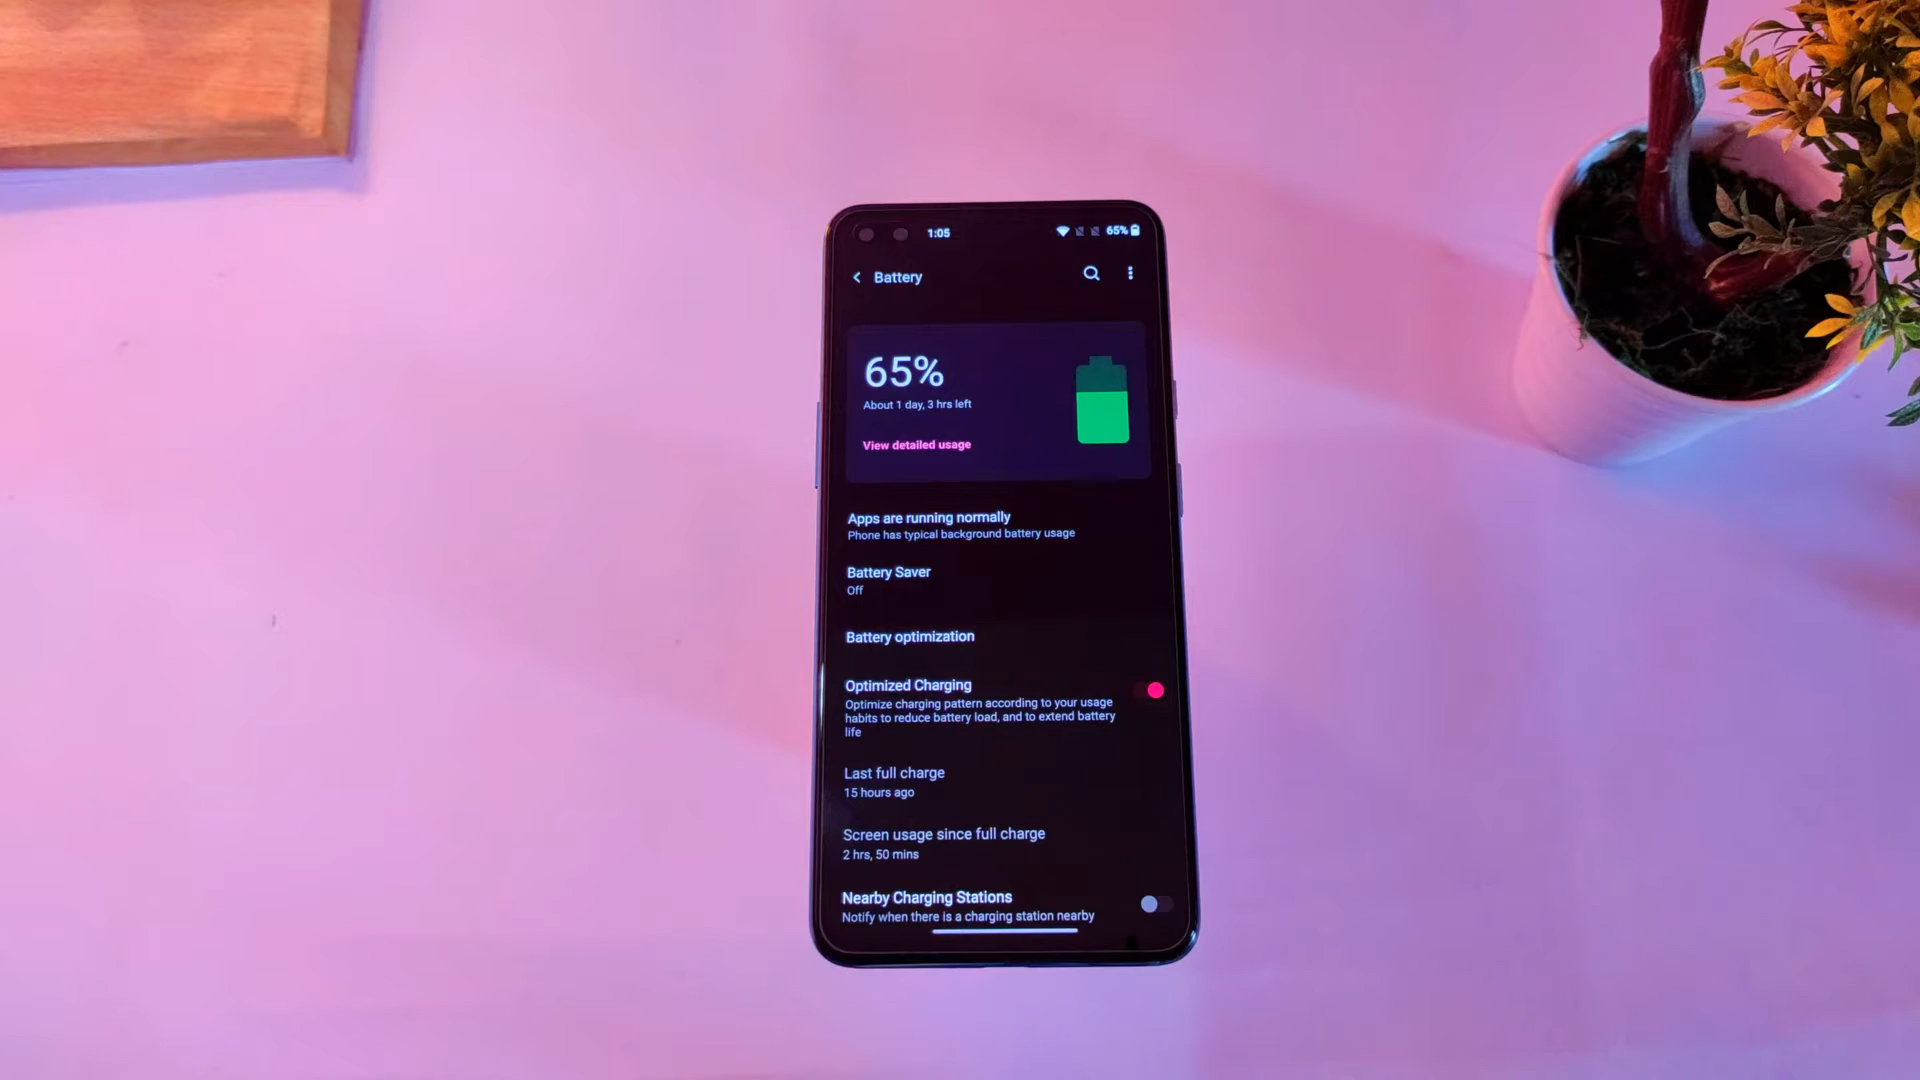 1:05
65%
Battery
65%
About 1 day, 3 hrs left
View detailed usage
Apps are running normally
Phone has typical background battery usage
Battery Saver
Off
Battery optimization
Optimized Charging
Optimize charging pattern according to your usage
habits to reduce battery load, and to extend battery
life
Last full charge
15 hours ago
Screen usage since full charge
2 hrs, 50 mins
Nearby Charging Stations
Notify when there is a charging station nearby